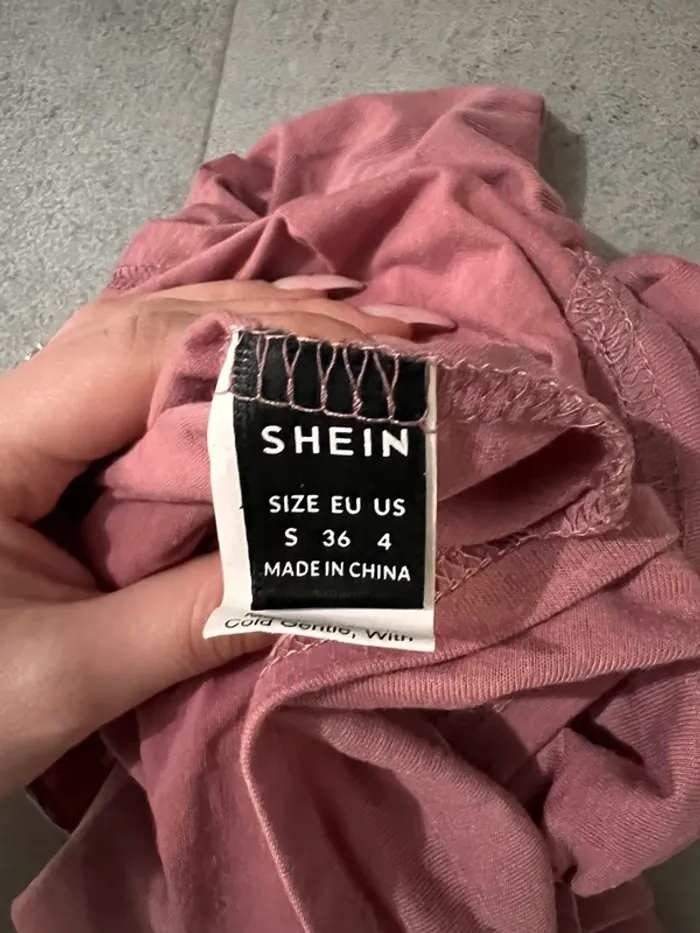 SHEIN
SIZE EU US
S 36 4
MADE IN CHINA
Cold Gentle, With